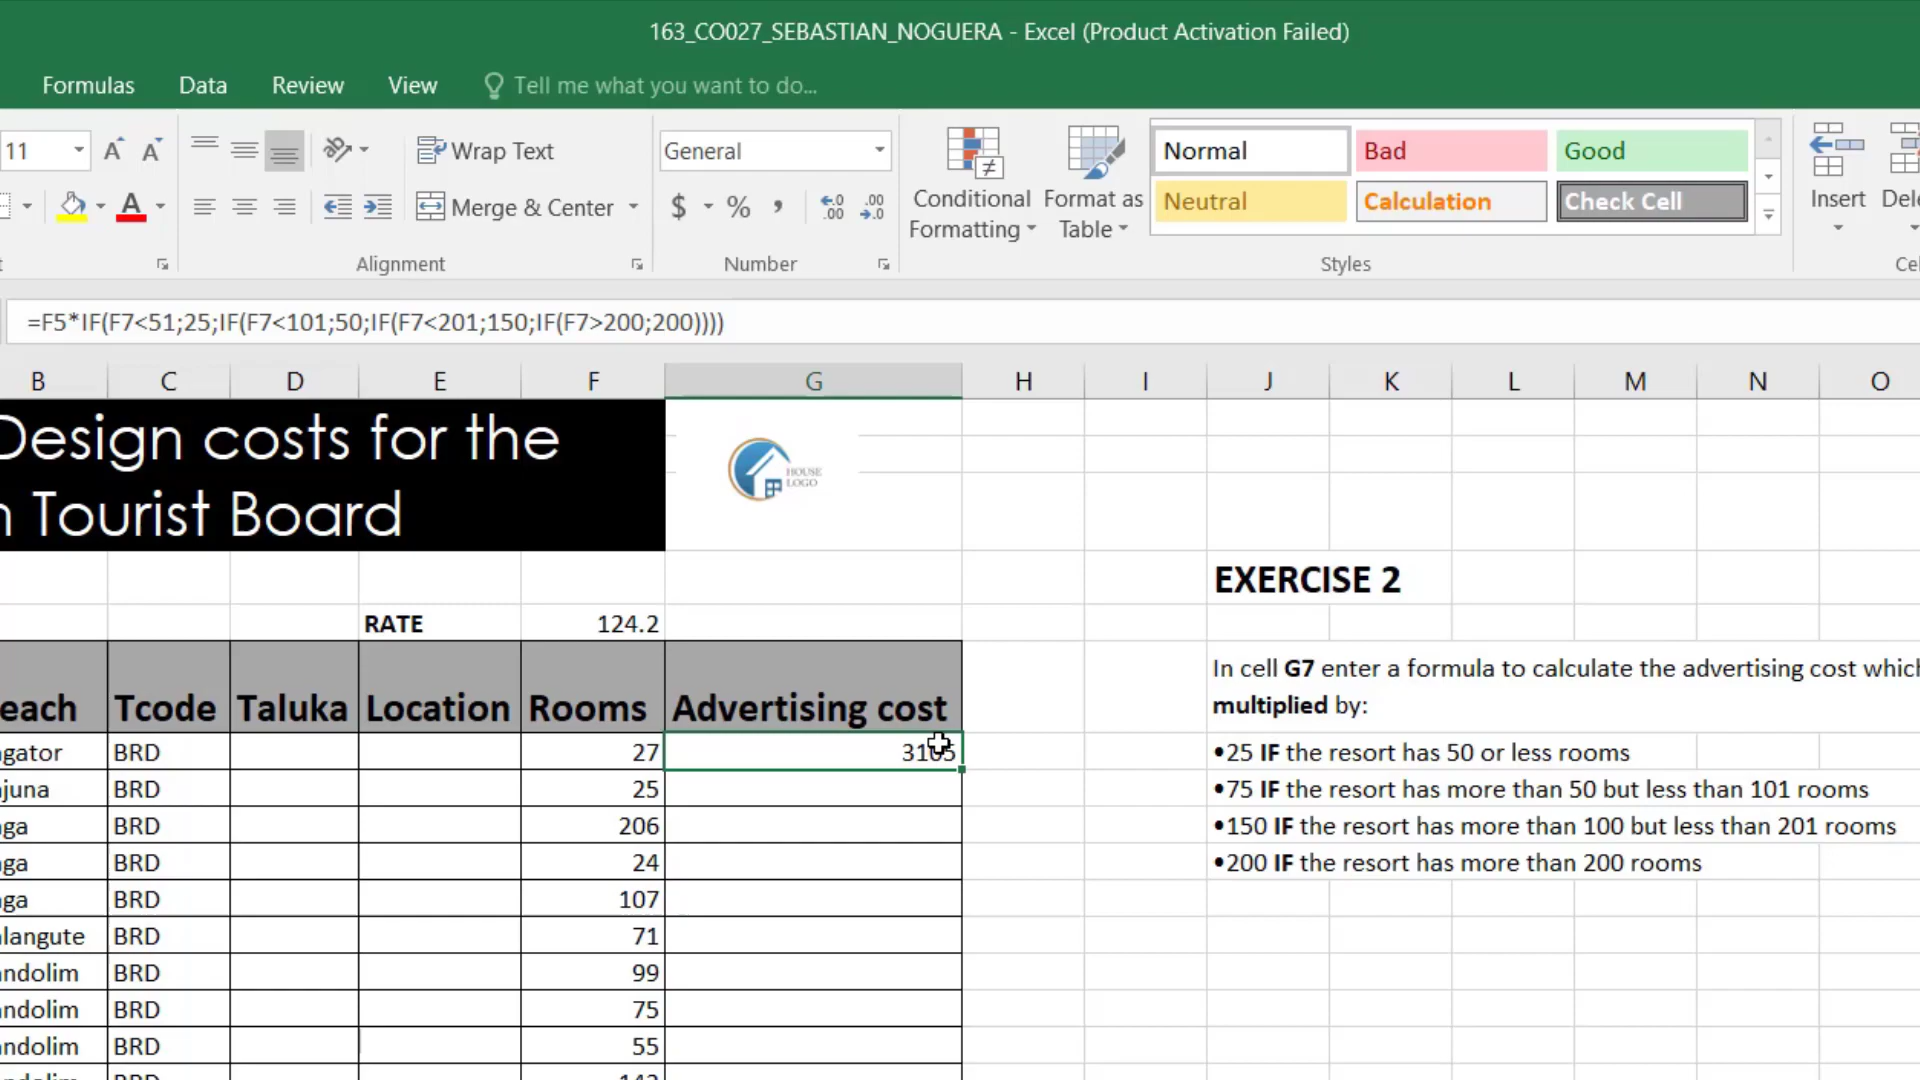 163_CO027_SEBASTIAN_NOGUERA - Excel (Product Activation Failed)
Formulas Data Review View Tell me what you want to do...
11 A A Wrap Text General Normal Bad Good
A Merge & Center $ % , .0 .00 .00 .0 Conditional Formatting Format as Table Neutral Calculation Check Cell Insert
Alignment Number Styles
=F5*IF(F7<51;25;IF(F7<101;50;IF(F7<201;150;IF(F7>200;200))))
B C D E F G H I J K L M N O
Design costs for the
Tourist Board
HOUSE
LOGO
EXERCISE 2
RATE 124.2
In cell G7 enter a formula to calculate the advertising cost which
multiplied by:
each Tcode Taluka Location Rooms Advertising cost
gator BRD 27 3105 •25 IF the resort has 50 or less rooms
juna BRD 25 •75 IF the resort has more than 50 but less than 101 rooms
ga BRD 206 •150 IF the resort has more than 100 but less than 201 rooms
ga BRD 24 •200 IF the resort has more than 200 rooms
ga BRD 107
langute BRD 71
ndolim BRD 99
ndolim BRD 75
ndolim BRD 55